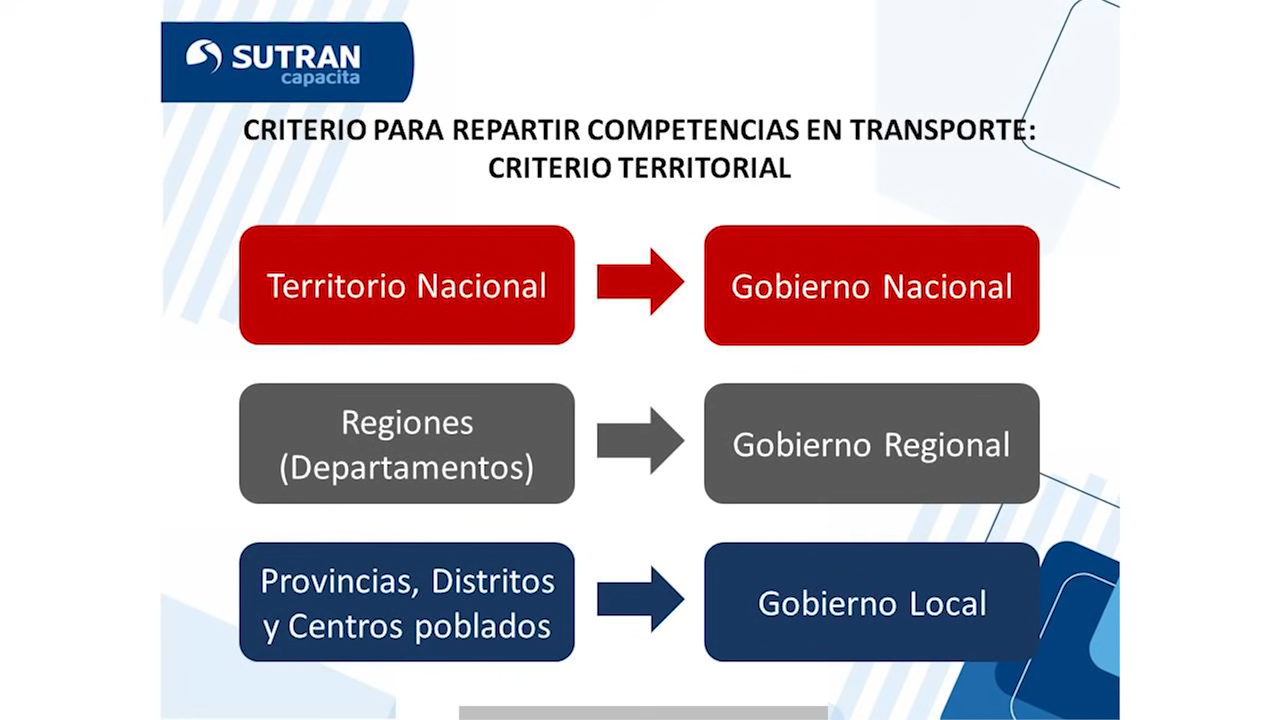 SUTRAN
capacita
CRITERIO PARA REPARTIR COMPETENCIAS EN TRANSPORTE:
CRITERIO TERRITORIAL
Territorio Nacional
Gobierno Nacional
Regiones
(Departamentos)
Gobierno Regional
Provincias, Distritos
y Centros poblados
Gobierno Local